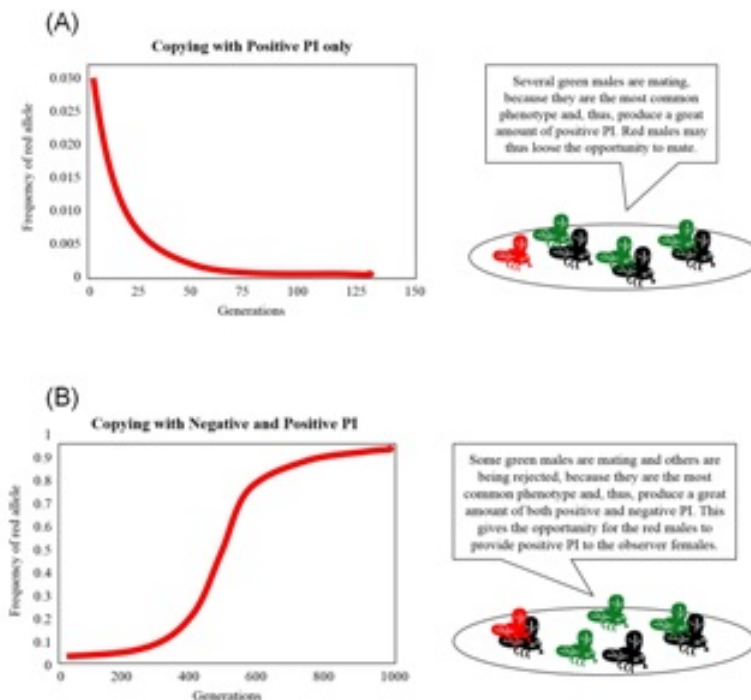 (A)
Copying with Positive PI only
Frequency of red allele
0.030
0.025
0.020
0.015
0.010
0.005
0
0 25 50 75 100 125 150
Generations
Several green males are mating,
because they are the most common
phenotype and, thus, produce a great
amount of positive PI. Red males may
thus loose the opportunity to mate.
(B)
Copying with Negative and Positive PI
Frequency of red allele
1
0.9
0.8
0.7
0.6
0.5
0.4
0.3
0.2
0.1
0 200 400 600 800 1000
Generations
Some green males are mating and others are
being rejected, because they are the most
common phenotype and, thus, produce a great
amount of both positive and negative PI. This
gives the opportunity for the red males to
provide positive PI to the observer females.